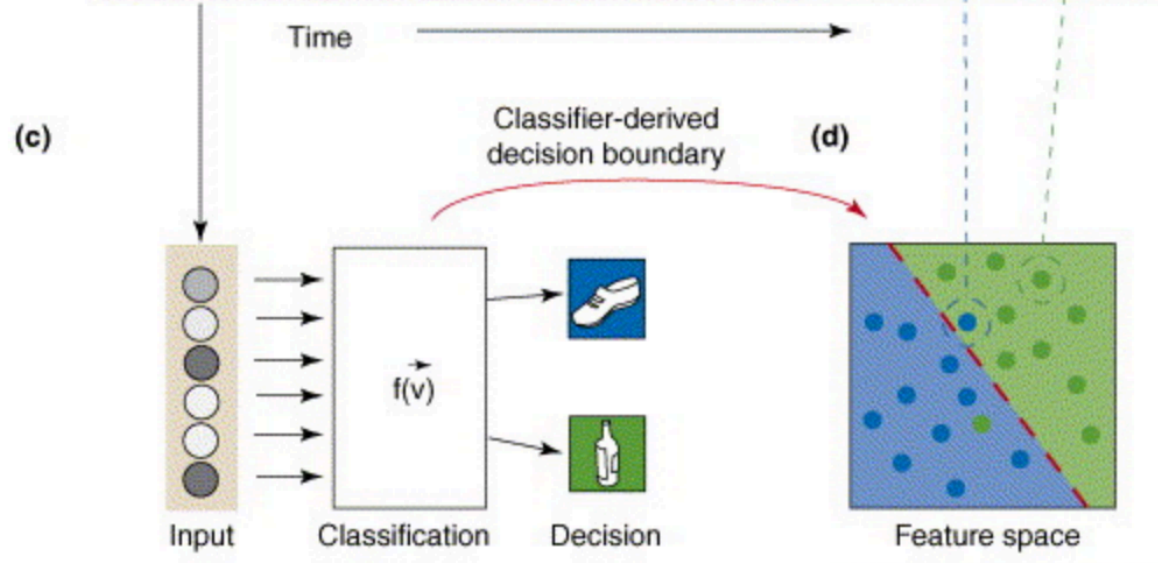 Time
(c)
Classifier-derived
decision boundary
(d)
f(v)
Input
Classification
Decision
Feature space